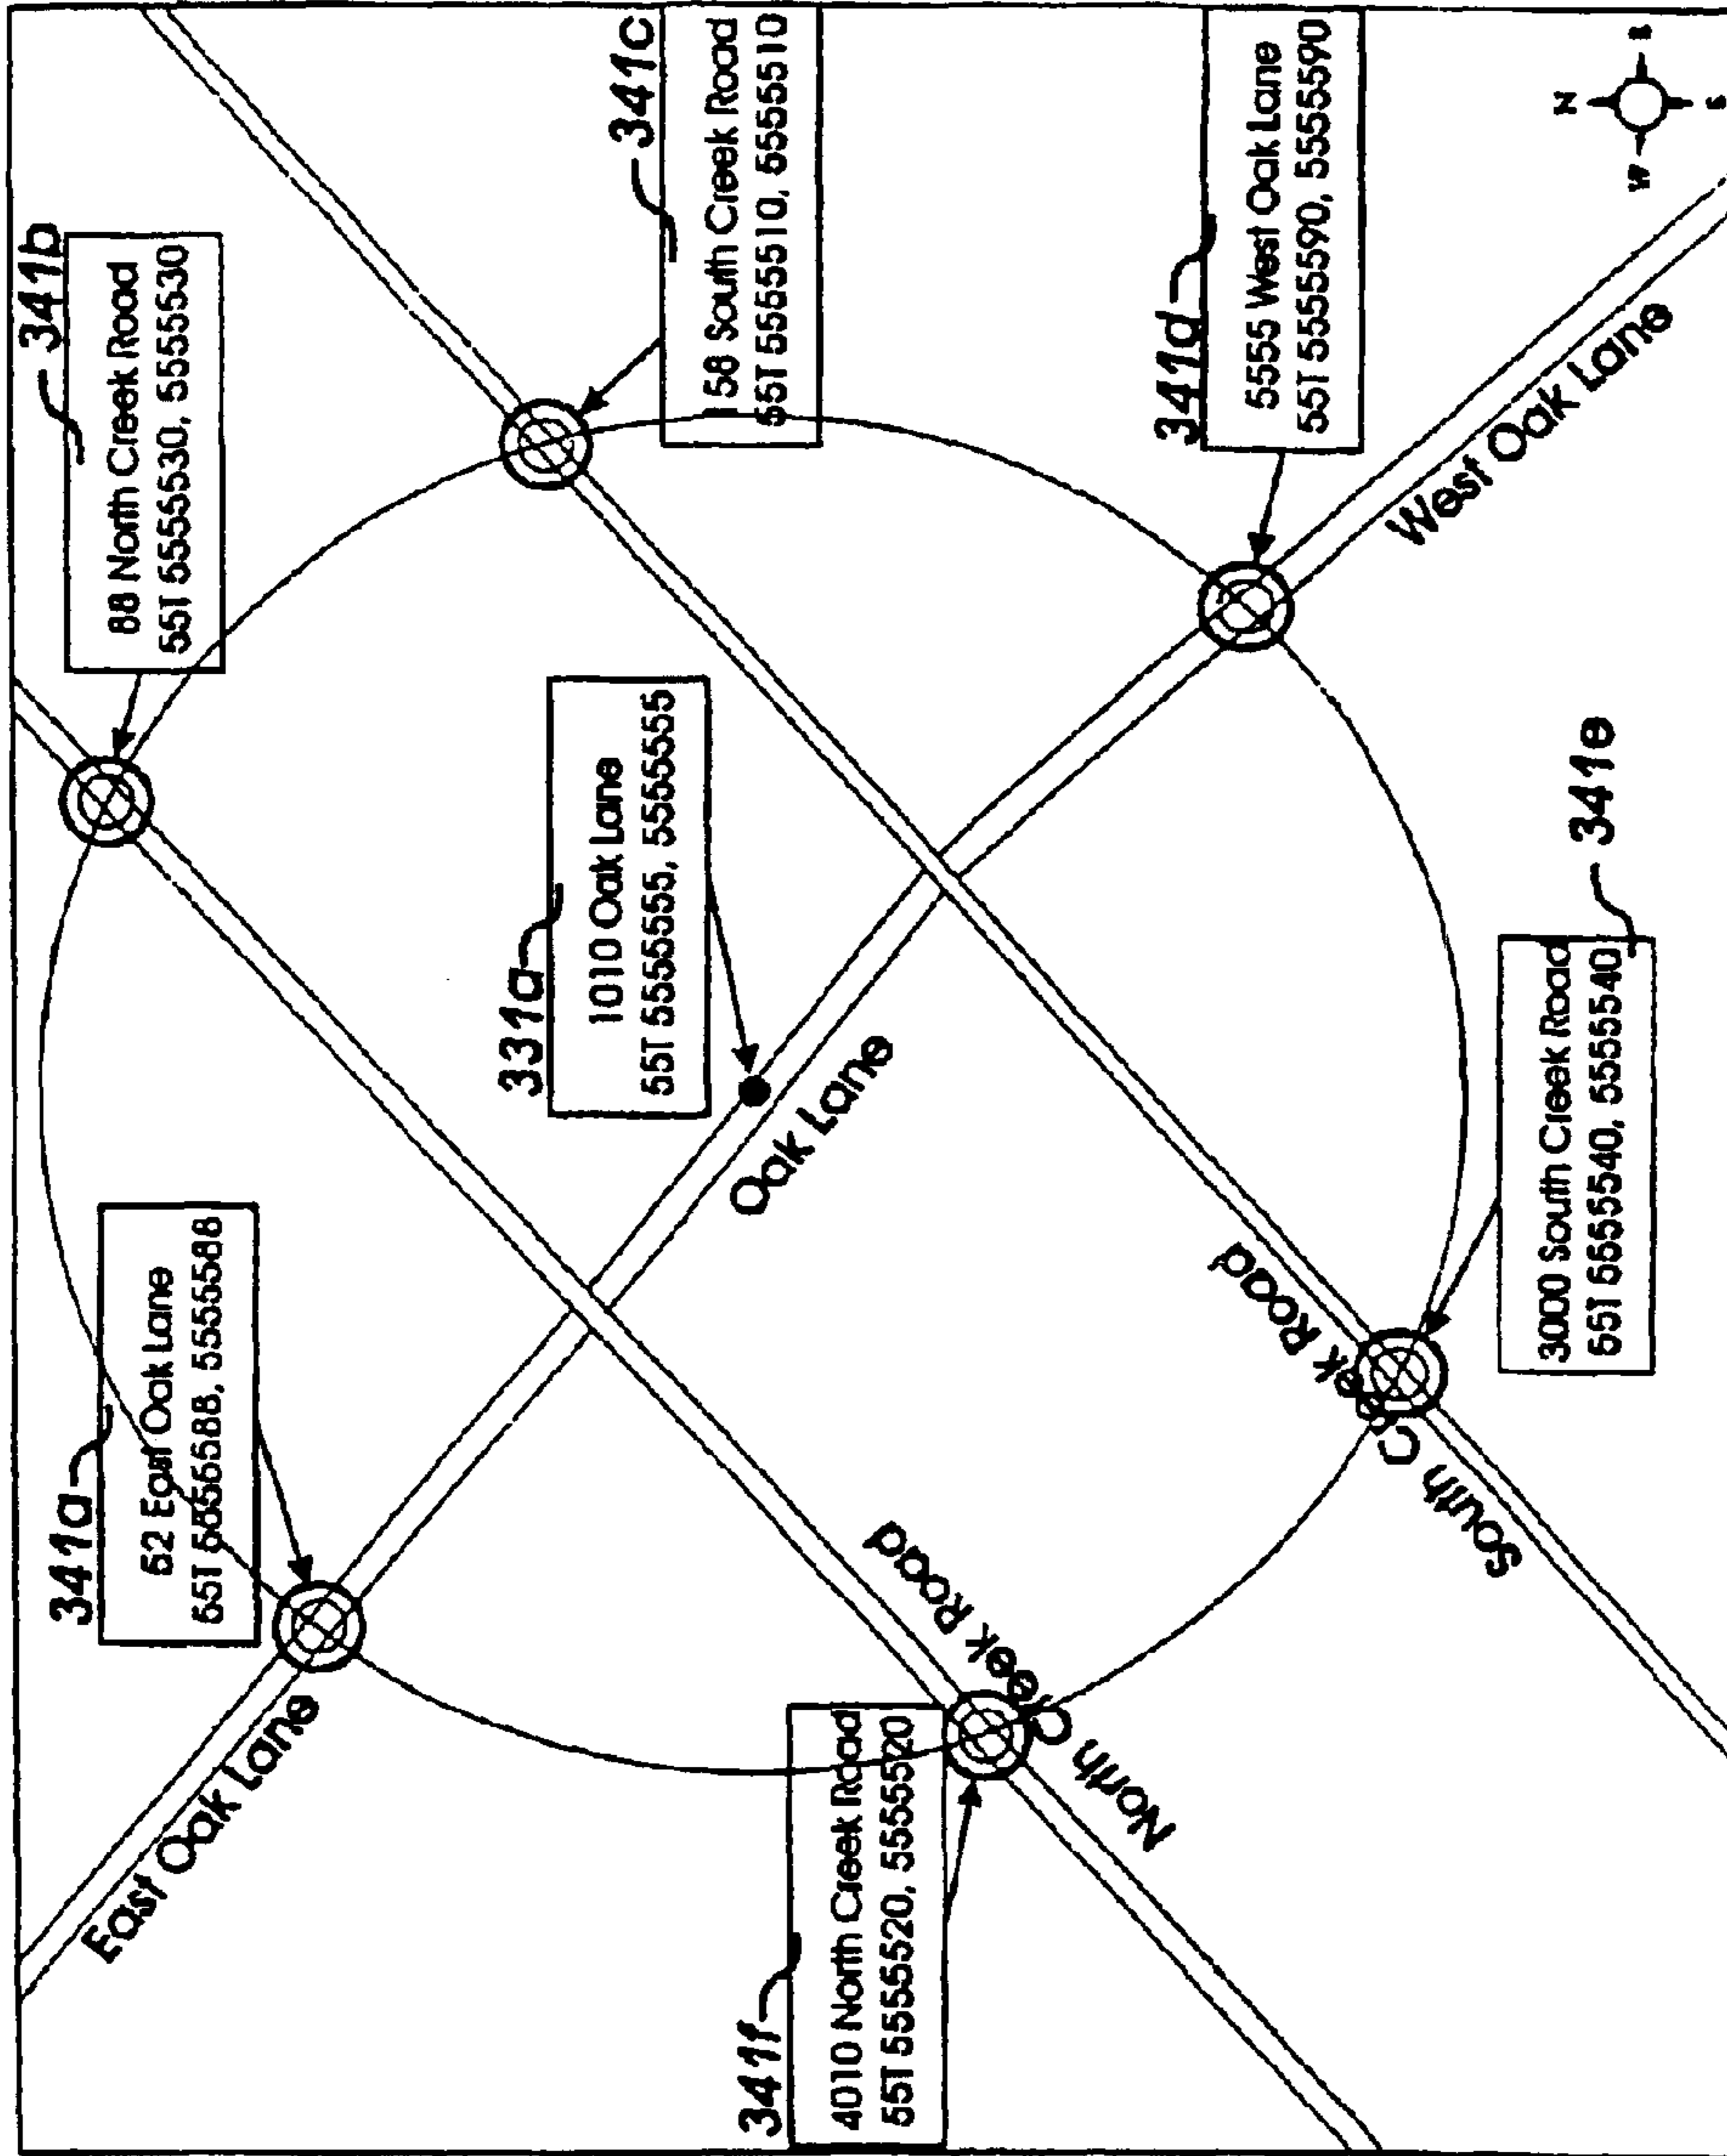 341b
88 North Creek Road
55T 5555530, 5555530
341a
52 East Oak Lane
55T 5555588, 5555588
East Oak Lane
341c
158 South Creek Road
55T 5555510, 5555510
331a
1010 Oak Lane
55T 5555555, 5555555
Oak Lane
341f
4010 North Creek Road
55T 5555520, 5555520
North Creek Road
341d
5555 West Oak Lane
55T 5555590, 5555590
West Oak Lane
South Creek Road
341e
3000 South Creek Road
55T 5555540, 5555540
N
W
E
S